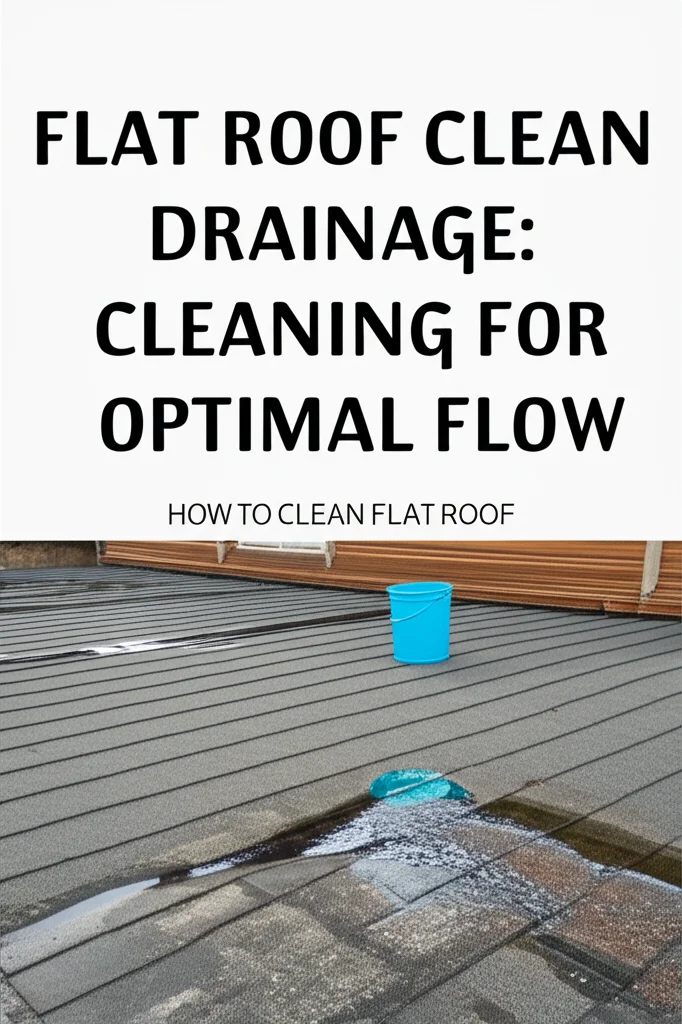 FLAT ROOF CLEAN
DRAINAGE:
CLEANING FOR
OPTIMAL FLOW
HOW TO CLEAN FLAT ROOF